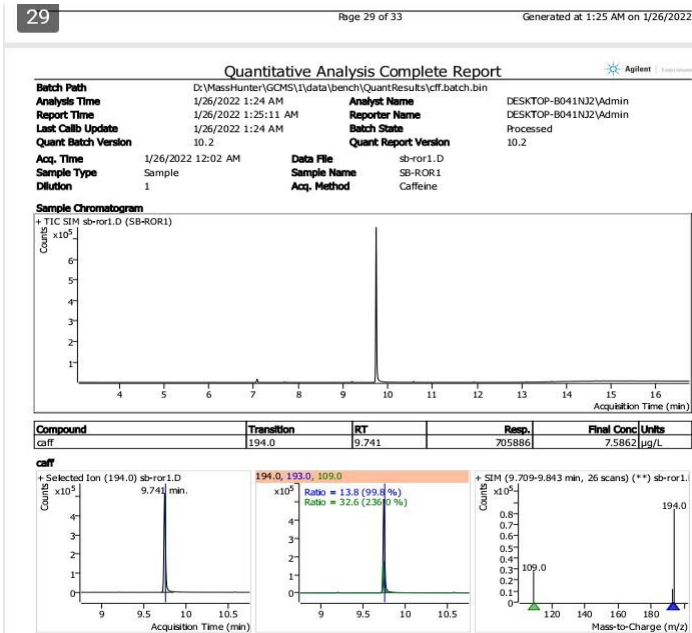 29
Page 29 of 33
Generated at 1:25 AM on 1/26/2022
Quantitative Analysis Complete Report
Agilent
Batch Path D:\MassHunter\GCMS\1\data\bench\QuantResults\cff.batch.bin
Analysis Time 1/26/2022 1:24 AM Analyst Name DESKTOP-B041NJ2\Admin
Report Time 1/26/2022 1:25:11 AM Reporter Name DESKTOP-B041NJ2\Admin
Last Calib Update 1/26/2022 1:24 AM Batch State Processed
Quant Batch Version 10.2 Quant Report Version 10.2
Acq. Time 1/26/2022 12:02 AM Data File sb-ror1.D
Sample Type Sample Sample Name SB-ROR1
Dilution 1 Acq. Method Caffeine
Sample Chromatogram
+ TIC SIM sb-ror1.D (SB-ROR1)
Counts
x10⁵
6
5
4
3
2
1
4 5 6 7 8 9 10 11 12 13 14 15 16
Acquisition Time (min)
Compound Transition RT Resp. Final Conc Units
caff 194.0 9.741 705886 7.5862 µg/L
caff
+ Selected Ion (194.0) sb-ror1.D
Counts
x10⁵
9.741 min.
4
3
2
1
0
9 9.5 10 10.5
Acquisition Time (min)
194.0, 193.0, 109.0
x10⁵
Ratio = 13.8 (99.8 %)
Ratio = 32.6 (236.0 %)
4
3
2
1
0
9 9.5 10 10.5
+ SIM (9.709-9.843 min, 26 scans) (**) sb-ror1.
Counts
x10⁵
194.0
0.8
0.7
0.6
0.5
0.4
0.3
0.2
0.1
0
109.0
120 140 160 180
Mass-to-Charge (m/z)